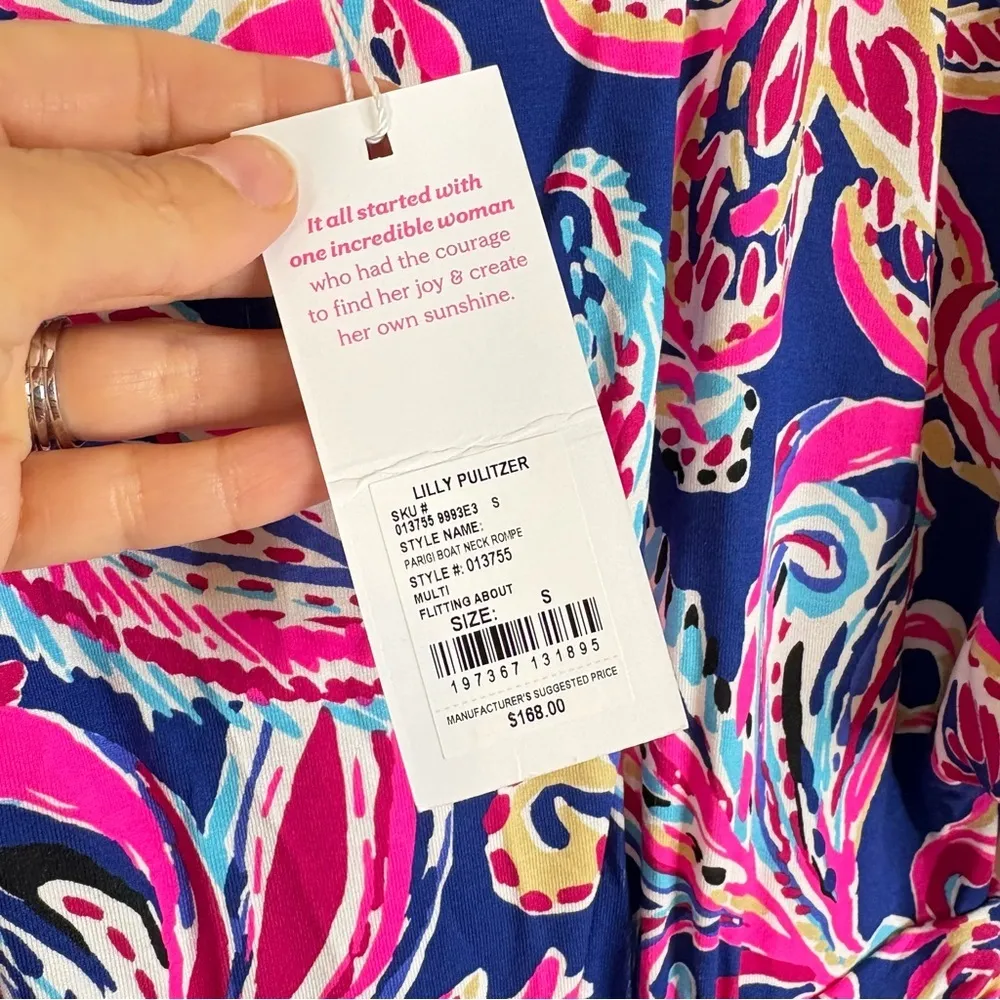 It all started with
one incredible woman
who had the courage
to find her joy & create
her own sunshine.
LILLY PULITZER
SKU #
013755 9993E3 S
STYLE NAME:
PARIGI BOAT NECK ROMPE
STYLE #: 013755
MULTI
FLITTING ABOUT
SIZE: S
197367 131895
MANUFACTURER'S SUGGESTED PRICE
$168.00